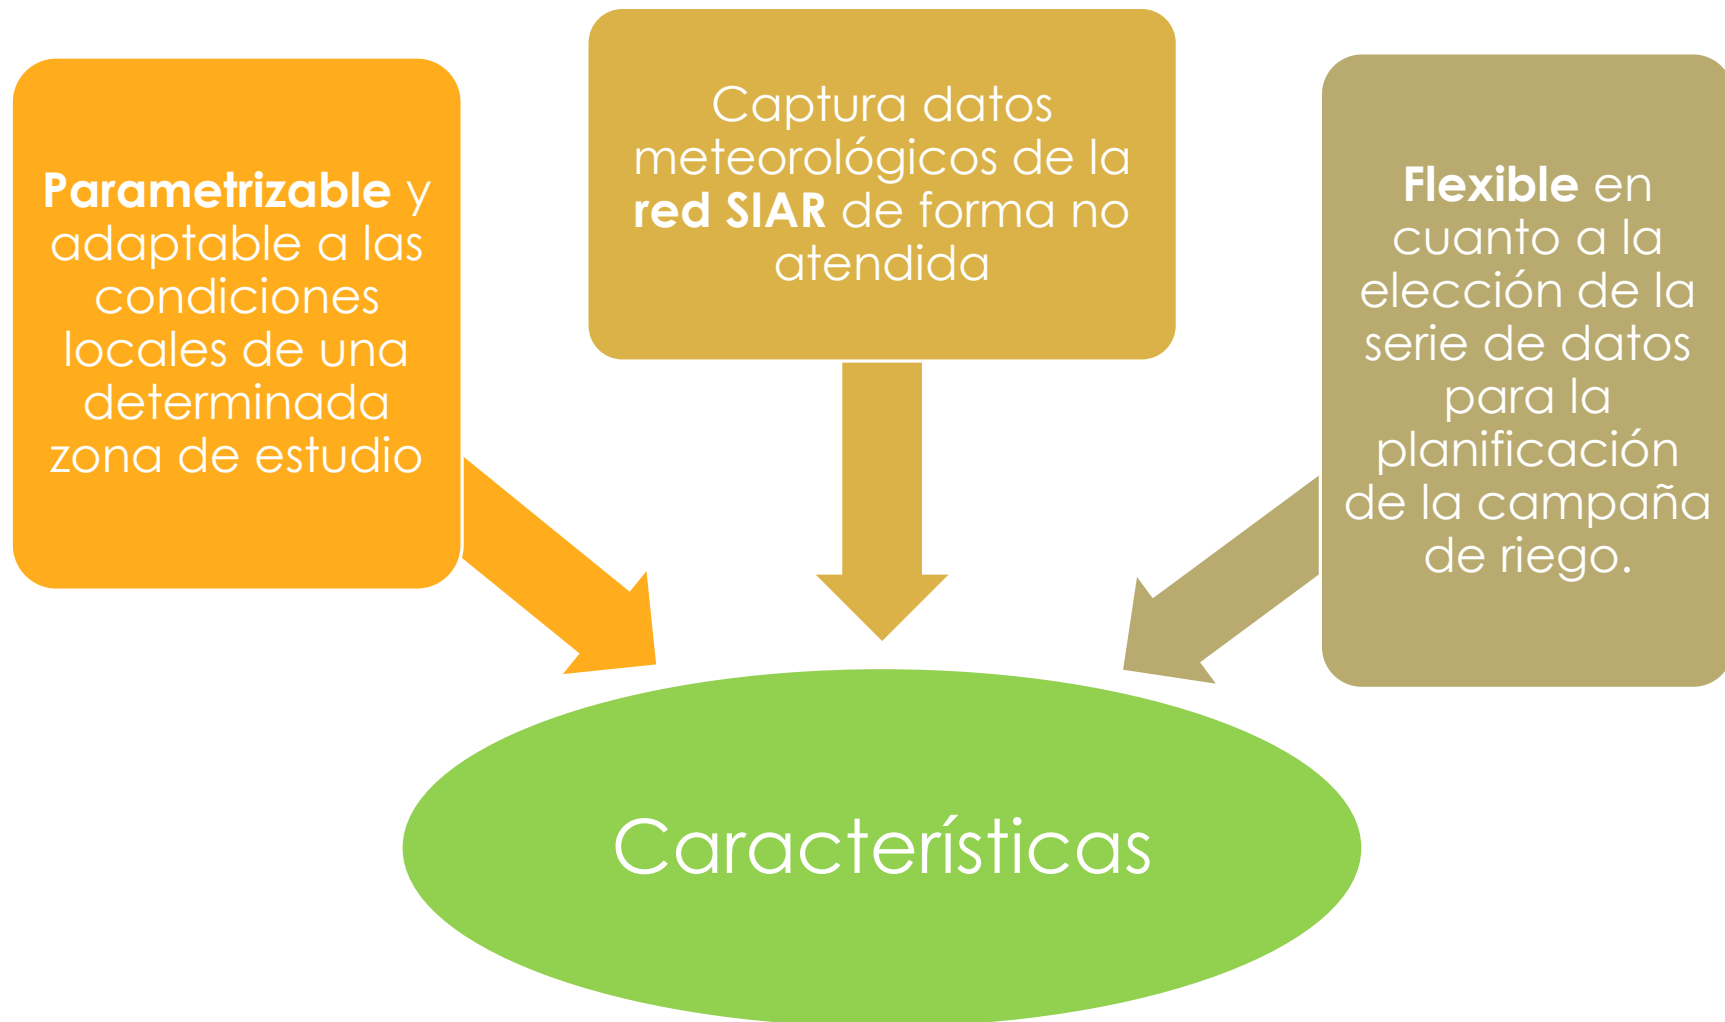 Parametrizable y
adaptable a las
condiciones
locales de una
determinada
zona de estudio
Captura datos
meteorológicos de la
red SIAR de forma no
atendida
Flexible en
cuanto a la
elección de la
serie de datos
para la
planificación
de la campaña
de riego.
Características